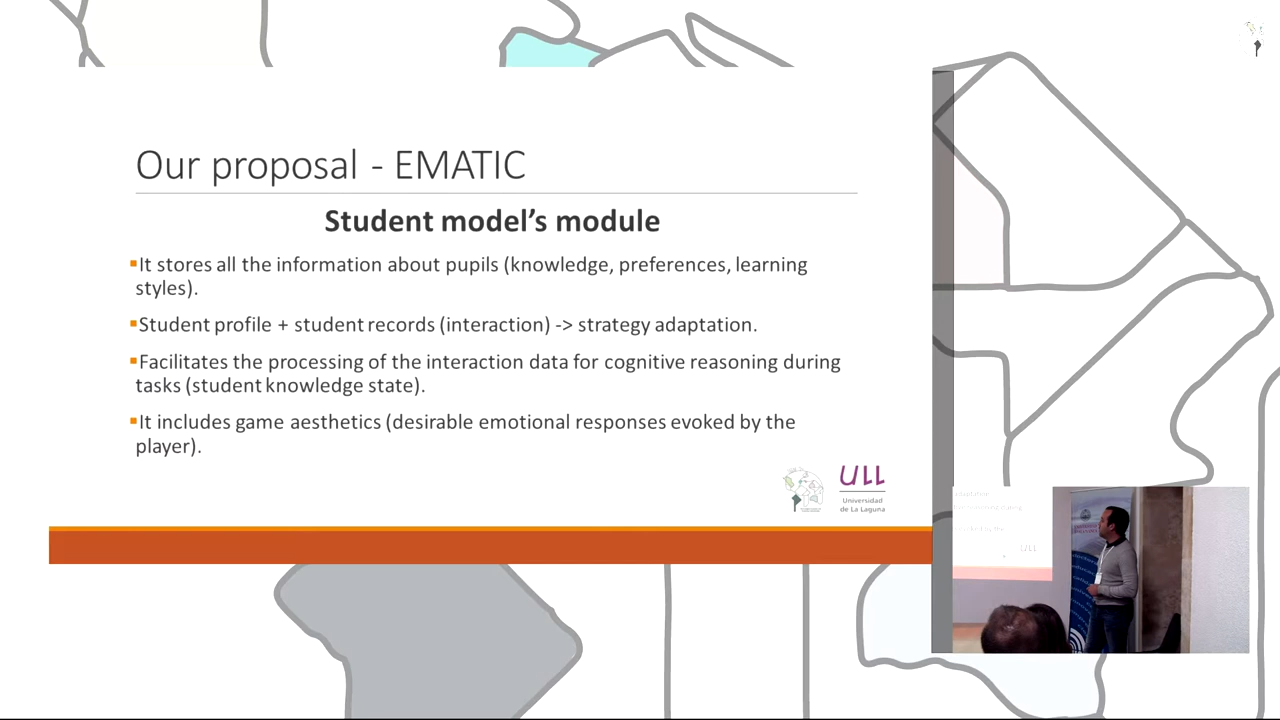 Our proposal - EMATIC
Student model's module
▪It stores all the information about pupils (knowledge, preferences, learning
styles).
▪Student profile + student records (interaction) -> strategy adaptation.
▪Facilitates the processing of the interaction data for cognitive reasoning during
tasks (student knowledge state).
▪It includes game aesthetics (desirable emotional responses evoked by the
player).
ULL
Universidad
de La Laguna